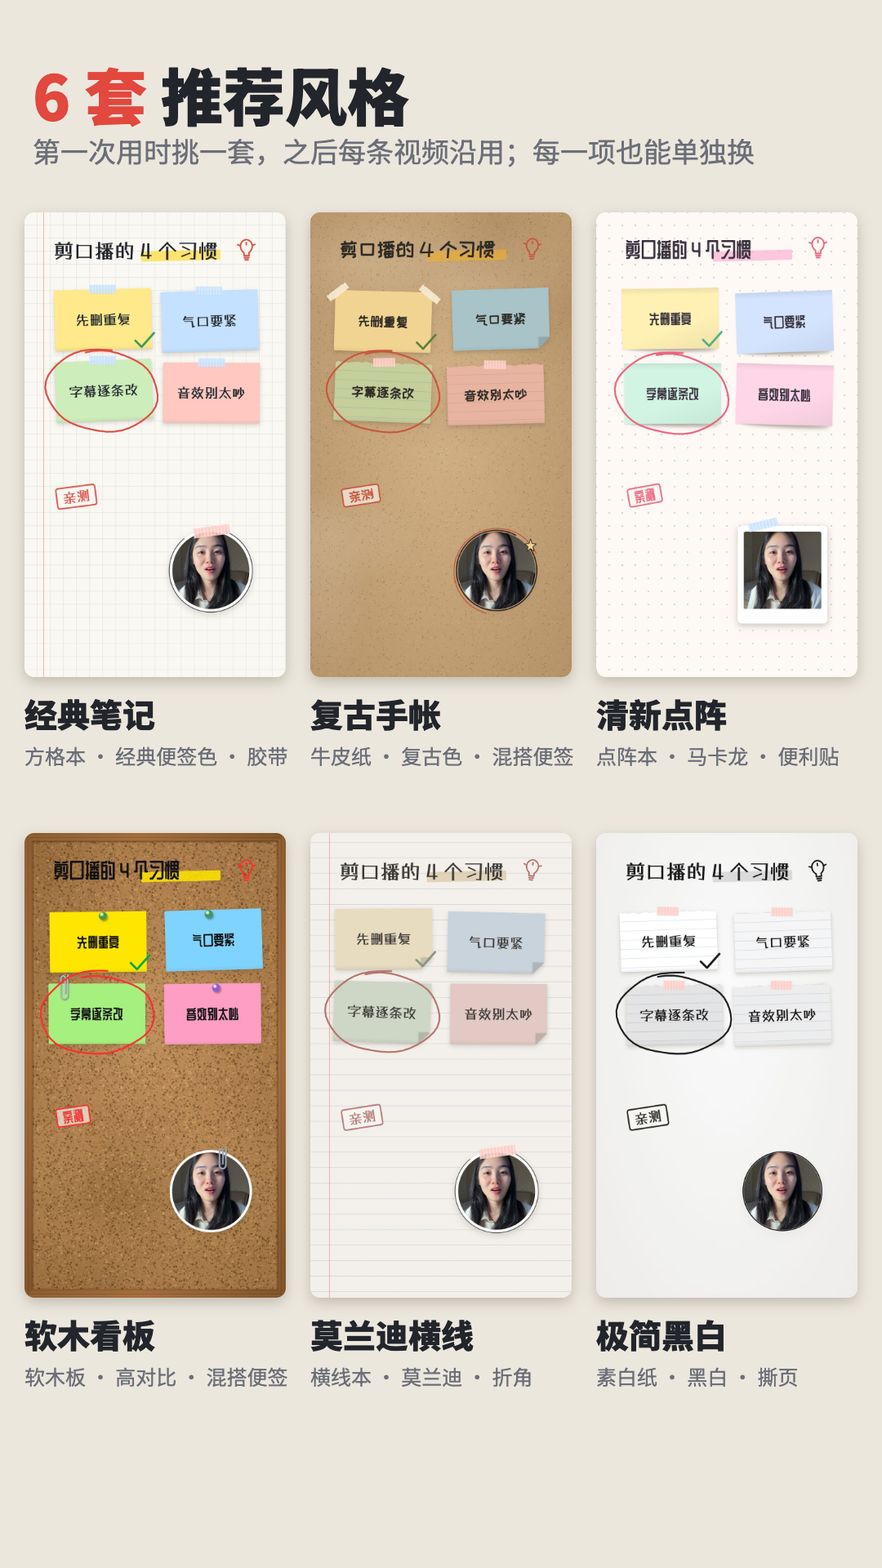 6 套 推荐风格
第一次用时挑一套，之后每条视频沿用；每一项也能单独换
剪口播的 4 个习惯
先删重复
气口要紧
字幕逐条改
音效别太吵
亲测
经典笔记
方格本 · 经典便签色 · 胶带
剪口播的 4 个习惯
先删重复
气口要紧
字幕逐条改
音效别太吵
亲测
复古手帐
牛皮纸 · 复古色 · 混搭便签
剪口播的 4 个习惯
先删重复
气口要紧
字幕逐条改
音效别太吵
亲测
清新点阵
点阵本 · 马卡龙 · 便利贴
剪口播的 4 个习惯
先删重复
气口要紧
字幕逐条改
音效别太吵
亲测
软木看板
软木板 · 高对比 · 混搭便签
剪口播的 4 个习惯
先删重复
气口要紧
字幕逐条改
音效别太吵
亲测
莫兰迪横线
横线本 · 莫兰迪 · 折角
剪口播的 4 个习惯
先删重复
气口要紧
字幕逐条改
音效别太吵
亲测
极简黑白
素白纸 · 黑白 · 撕页